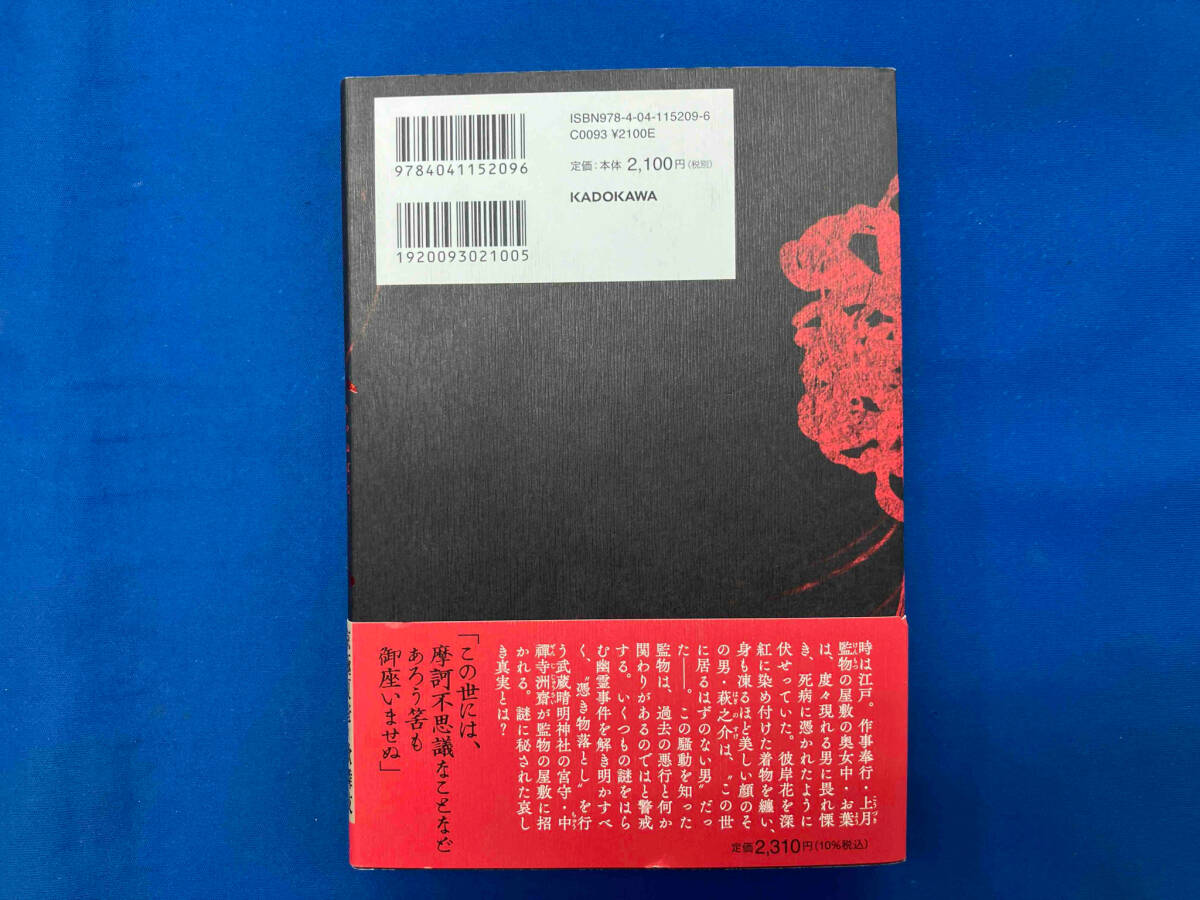 ISBN978-4-04-115209-6
C0093 ¥2100E
定価:本体 2,100円(税別)
KADOKAWA
9784041152096
1920093021005
時は江戸。作事奉行・上月
監物の屋敷の奥女中・お葉
は、度々現れる男に畏れ慄
き、死病に憑かれたように
伏せっていた。彼岸花を深
紅に染め付けた着物を纏い、
身も凍るほど美しい顔のそ
の男・萩之介は、〝この世
に居るはずのない男〟だっ
た——。この騒動を知った
監物は、過去の悪行と何か
関わりがあるのではと警戒
する。いくつもの謎をはら
む幽霊事件を解き明かすべ
く、〝憑き物落とし〟を行
う武蔵晴明神社の宮守・中
禪寺洲齋が監物の屋敷に招
かれる。謎に秘された哀し
き真実とは?
「この世には、
摩訶不思議なことなど
あろう筈も
御座いませぬ」
定価2,310円(10%税込)